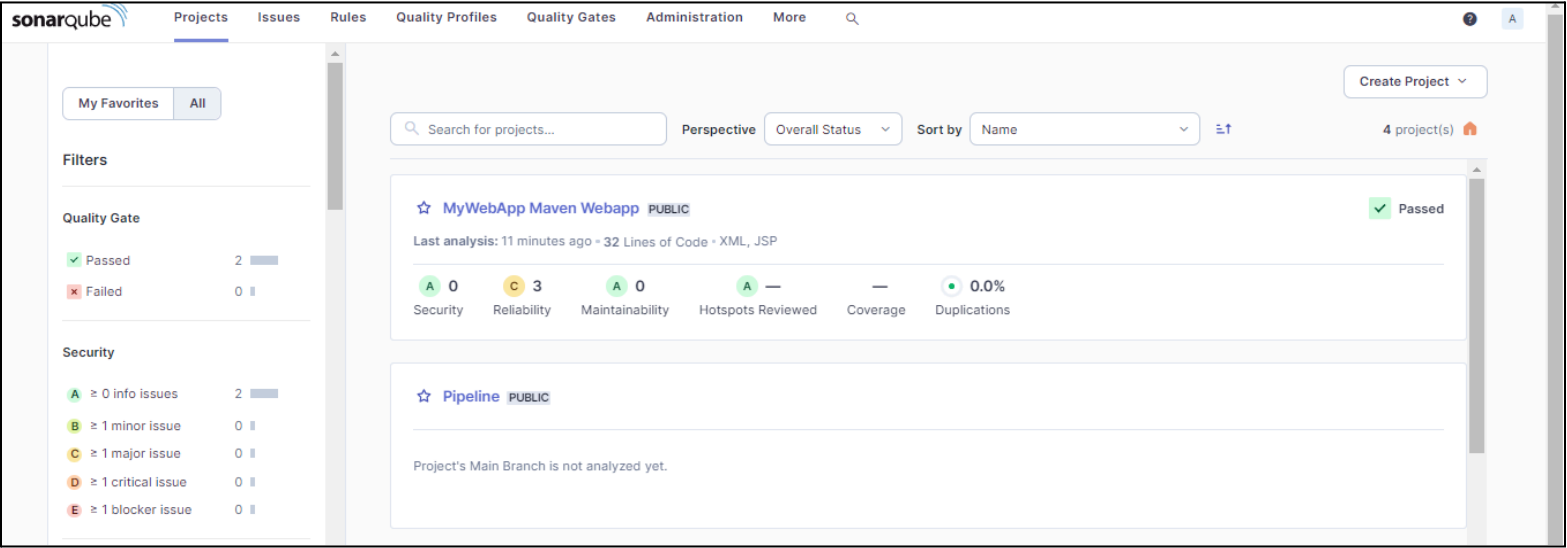 sonarqube Projects Issues Rules Quality Profiles Quality Gates Administration More ? A
My Favorites All
Filters
Quality Gate
Passed 2
Failed 0
Security
A ≥ 0 info issues 2
B ≥ 1 minor issue 0
C ≥ 1 major issue 0
D ≥ 1 critical issue 0
E ≥ 1 blocker issue 0
Create Project
Search for projects... Perspective Overall Status Sort by Name 4 project(s)
MyWebApp Maven Webapp PUBLIC Passed
Last analysis: 11 minutes ago • 32 Lines of Code • XML, JSP
A 0 C 3 A 0 A — — 0.0%
Security Reliability Maintainability Hotspots Reviewed Coverage Duplications
Pipeline PUBLIC
Project's Main Branch is not analyzed yet.